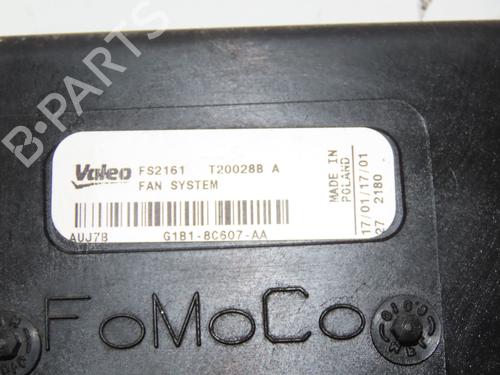 B-PARTS
Valeo FS2161 T20028B A
FAN SYSTEM
AUJ7B G1B1-8C607-AA
MADE IN
POLAND
17/01/17/01
27 2180
FoMoCo